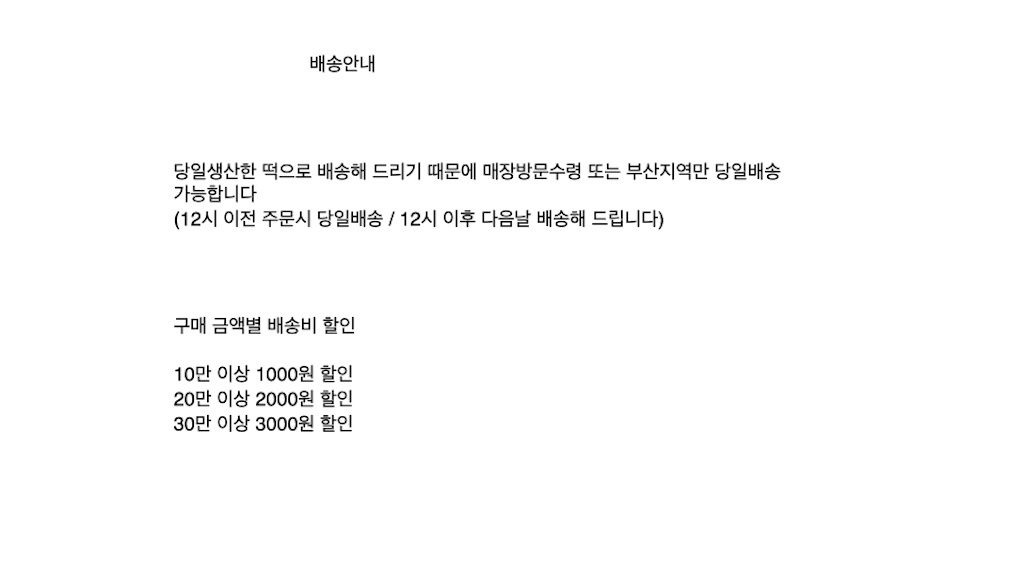 배송안내
당일생산한 떡으로 배송해 드리기 때문에 매장방문수령 또는 부산지역만 당일배송
가능합니다
(12시 이전 주문시 당일배송 / 12시 이후 다음날 배송해 드립니다)
구매 금액별 배송비 할인
10만 이상 1000원 할인
20만 이상 2000원 할인
30만 이상 3000원 할인